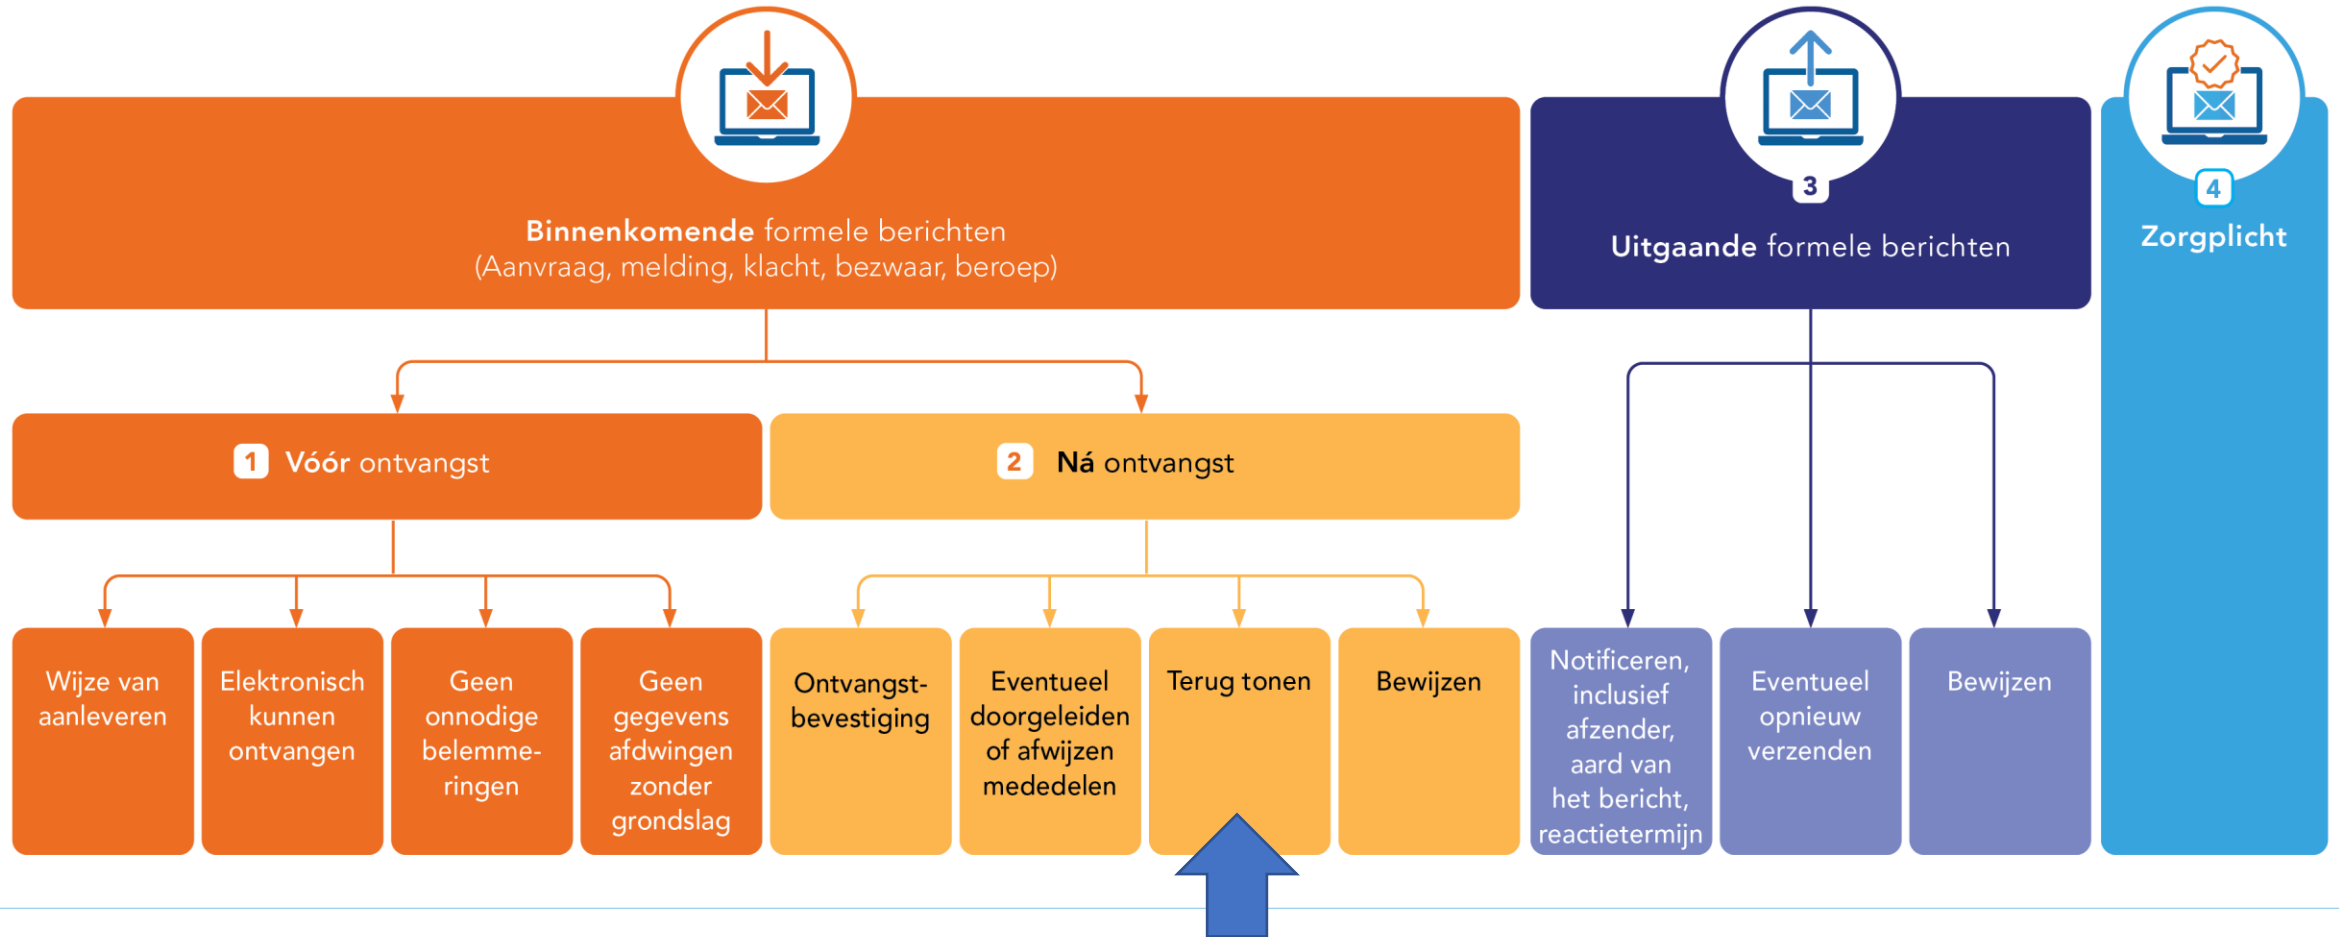 Binnenkomende formele berichten
(Aanvraag, melding, klacht, bezwaar, beroep)
3
Uitgaande formele berichten
4
Zorgplicht
1 Vóór ontvangst
2 Ná ontvangst
Wijze van
aanleveren
Elektronisch
kunnen
ontvangen
Geen
onnodige
belemme-
ringen
Geen
gegevens
afdwingen
zonder
grondslag
Ontvangst-
bevestiging
Eventueel
doorgeleiden
of afwijzen
mededelen
Terug tonen
Bewijzen
Notificeren,
inclusief
afzender,
aard van
het bericht,
reactietermijn
Eventueel
opnieuw
verzenden
Bewijzen